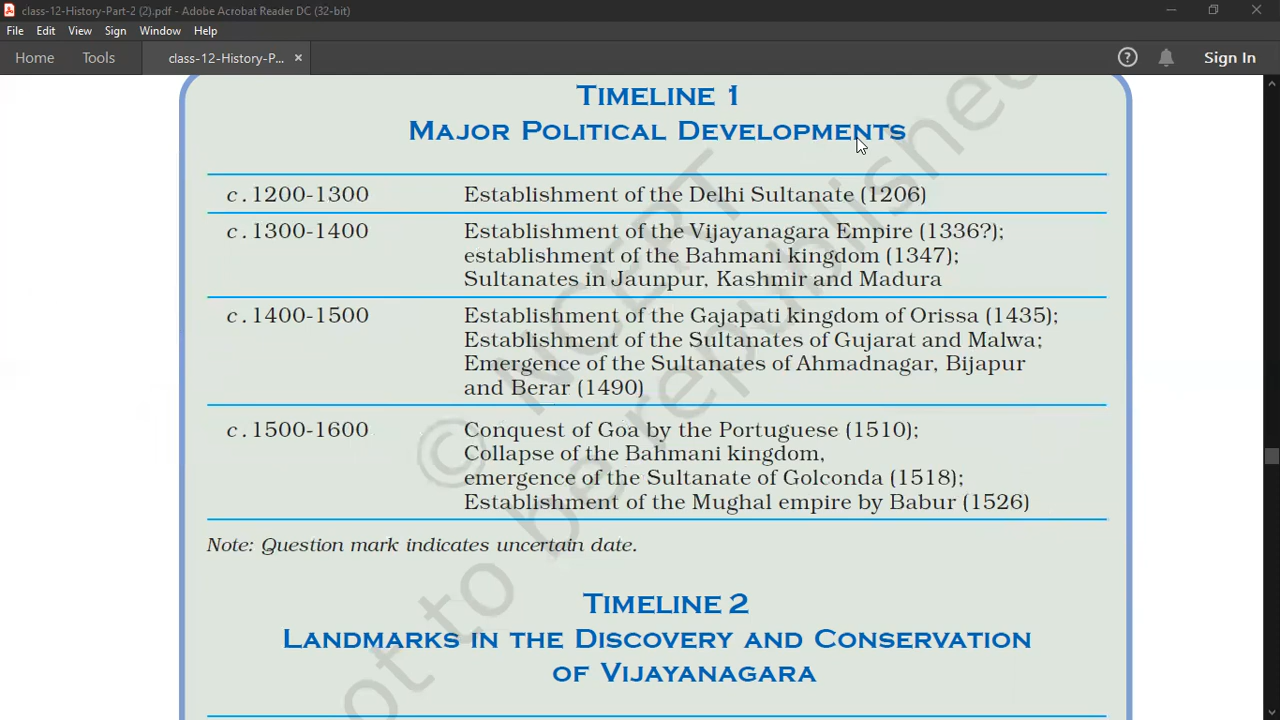 class-12-History-Part-2 (2).pdf - Adobe Acrobat Reader DC (32-bit)
File Edit View Sign Window Help
Home Tools class-12-History-P... × Sign In
TIMELINE 1
MAJOR POLITICAL DEVELOPMENTS
c.1200-1300 Establishment of the Delhi Sultanate (1206)
c.1300-1400 Establishment of the Vijayanagara Empire (1336?);
establishment of the Bahmani kingdom (1347);
Sultanates in Jaunpur, Kashmir and Madura
c.1400-1500 Establishment of the Gajapati kingdom of Orissa (1435);
Establishment of the Sultanates of Gujarat and Malwa;
Emergence of the Sultanates of Ahmadnagar, Bijapur
and Berar (1490)
c.1500-1600 Conquest of Goa by the Portuguese (1510);
Collapse of the Bahmani kingdom,
emergence of the Sultanate of Golconda (1518);
Establishment of the Mughal empire by Babur (1526)
Note: Question mark indicates uncertain date.
TIMELINE 2
LANDMARKS IN THE DISCOVERY AND CONSERVATION
OF VIJAYANAGARA
© NCERT
not to be republished